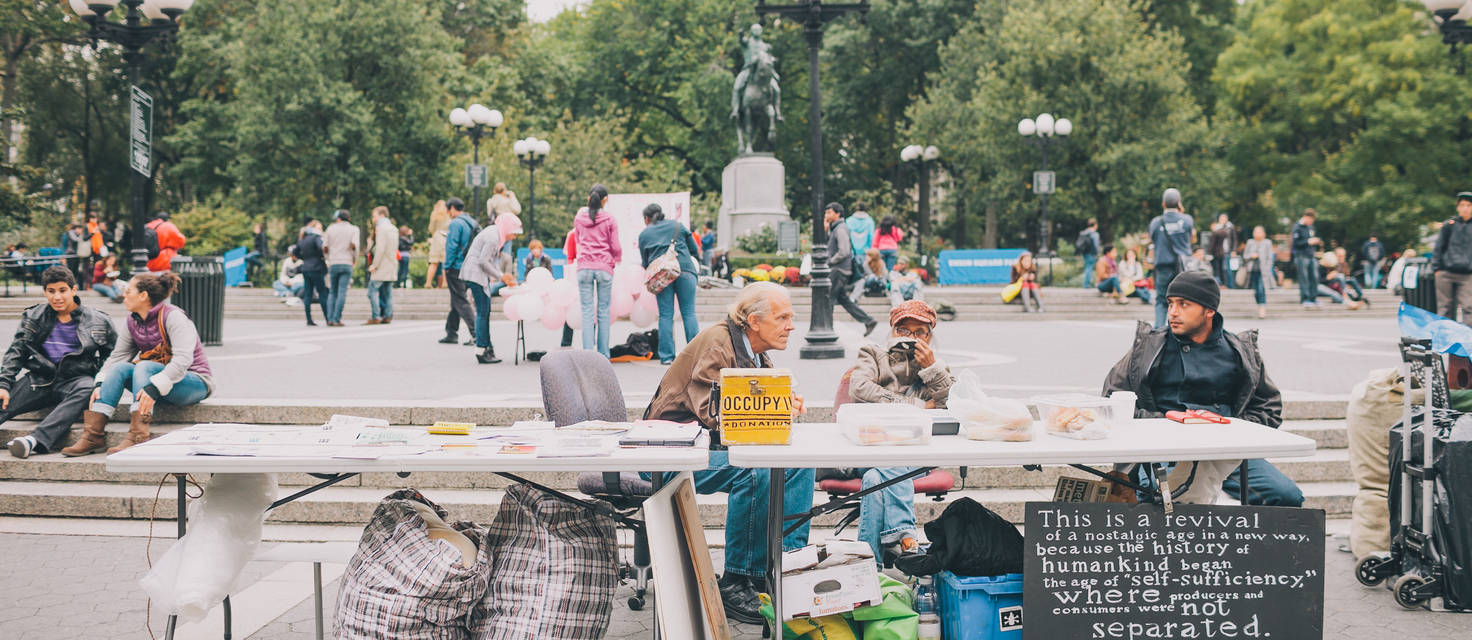 OCCUPY
DONATION
This is a revival
of a nostalgic age in a new way,
because the history of
humankind began
the age of "self-sufficiency,"
where producers and
consumers were not
separated.